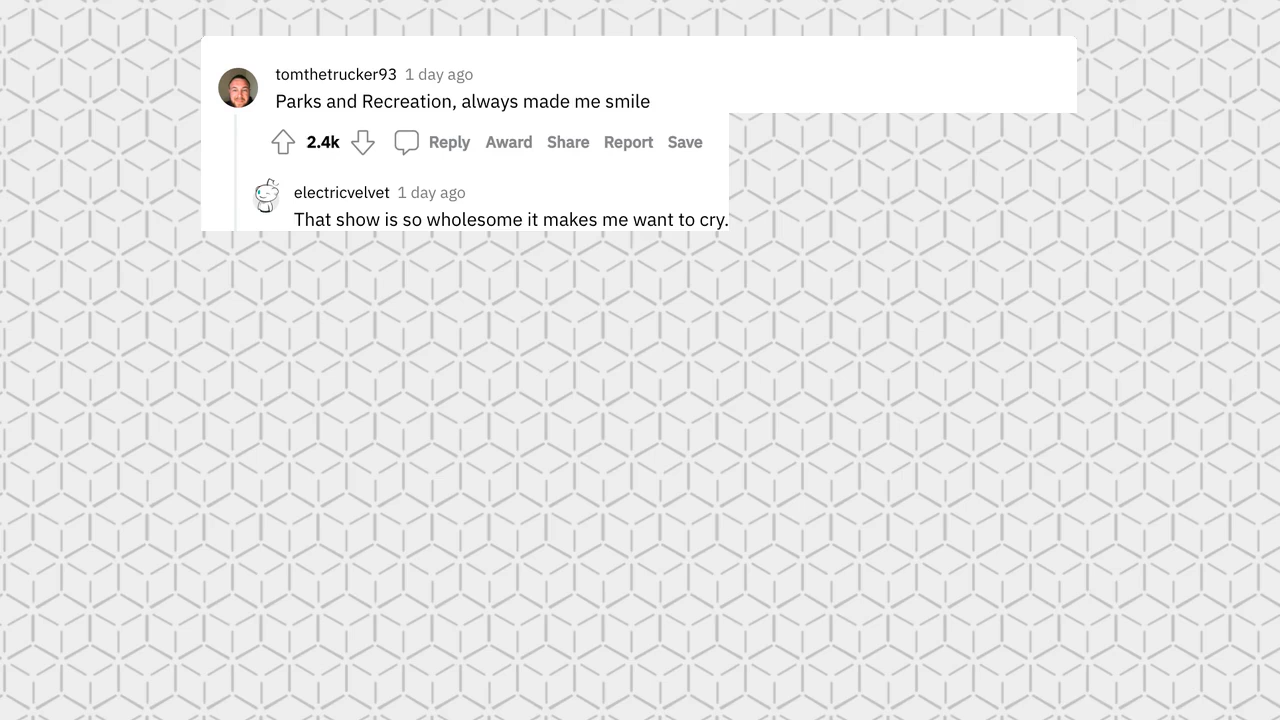 tomthetrucker93 1 day ago
Parks and Recreation, always made me smile
2.4k Reply Award Share Report Save
electricvelvet 1 day ago
That show is so wholesome it makes me want to cry.